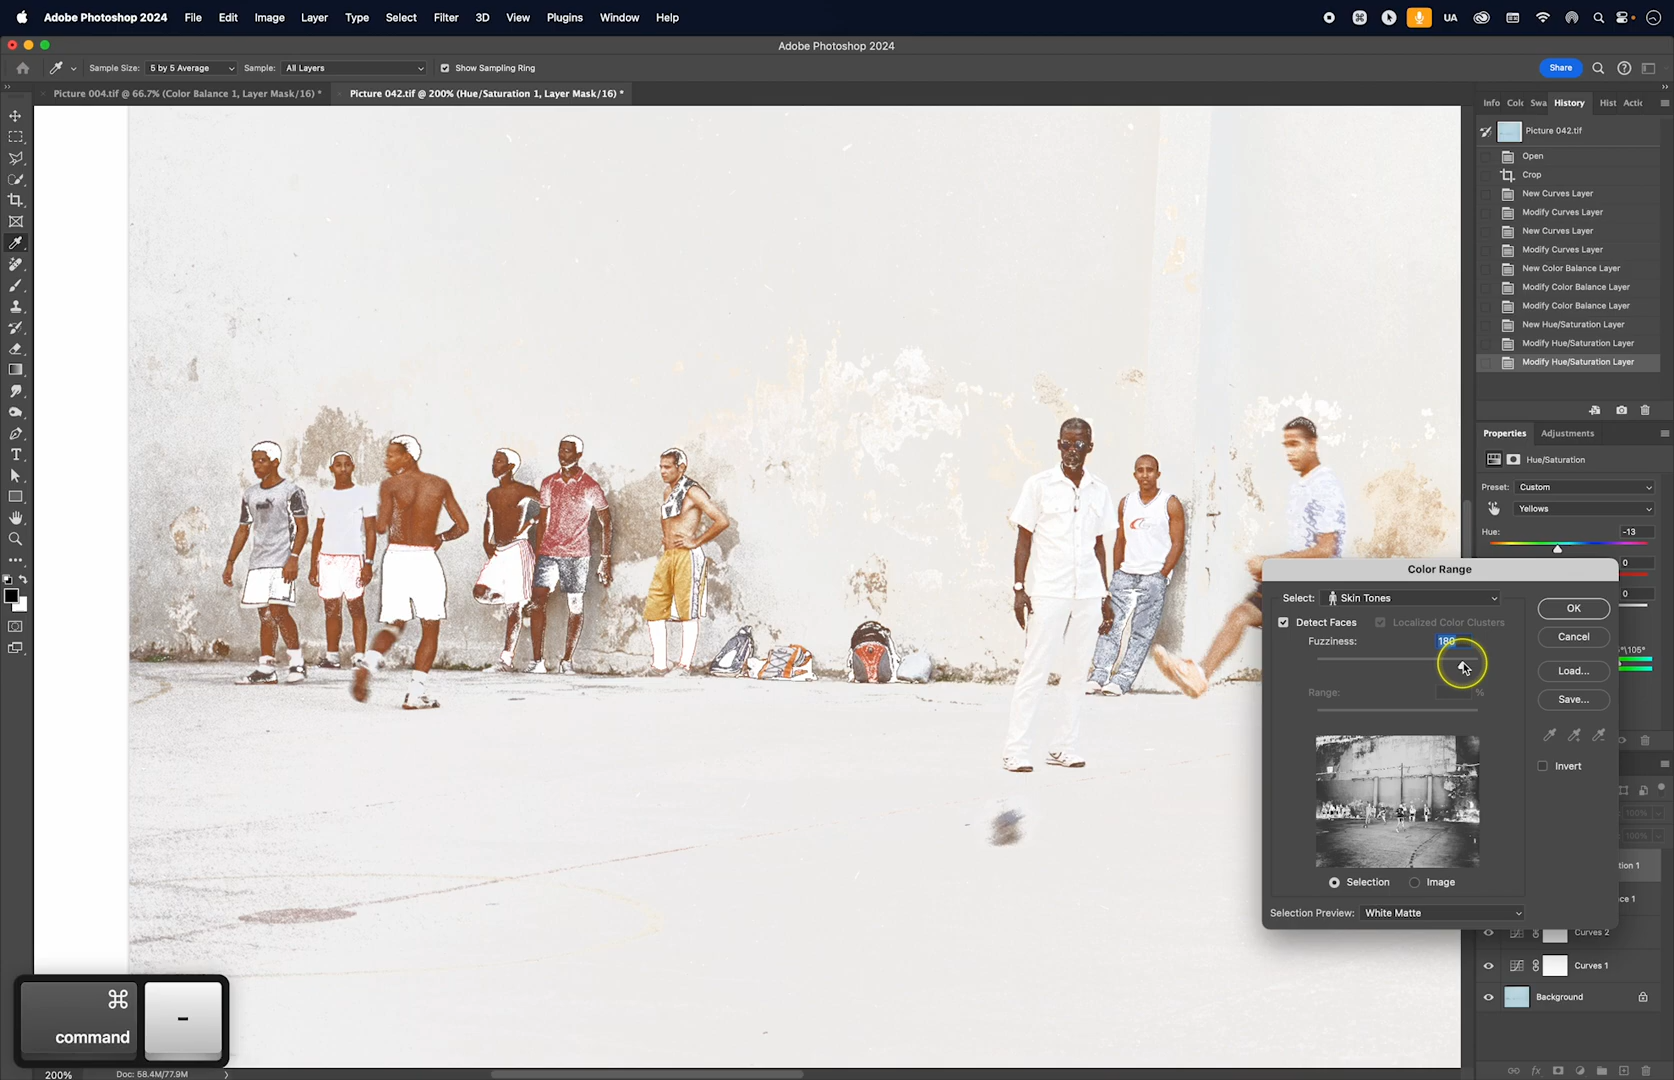 Adobe Photoshop 2024 File Edit Image Layer Type Select Filter 3D View Plugins Window Help UA
Adobe Photoshop 2024
Sample Size: 5 by 5 Average Sample: All Layers Show Sampling Ring Share
Picture 004.tif @ 66.7% (Color Balance 1, Layer Mask/16) * Picture 042.tif @ 200% (Hue/Saturation 1, Layer Mask/16) *
Info Colc Swa History Hist Actic
Picture 042.tif
Open
Crop
New Curves Layer
Modify Curves Layer
New Curves Layer
Modify Curves Layer
New Color Balance Layer
Modify Color Balance Layer
Modify Color Balance Layer
New Hue/Saturation Layer
Modify Hue/Saturation Layer
Modify Hue/Saturation Layer
Properties Adjustments
Hue/Saturation
Preset: Custom
Yellows
Hue: -13
0
0
°\105°
Color Range
Select: Skin Tones OK
Detect Faces Localized Color Clusters
Cancel
Fuzziness: 180
Load...
Range: %
Save...
Invert
Selection Image
Selection Preview: White Matte
100%
100%
tion 1
ce 1
Curves 2
Curves 1
Background
⌘
command
-
200% Doc: 58.4M/77.9M